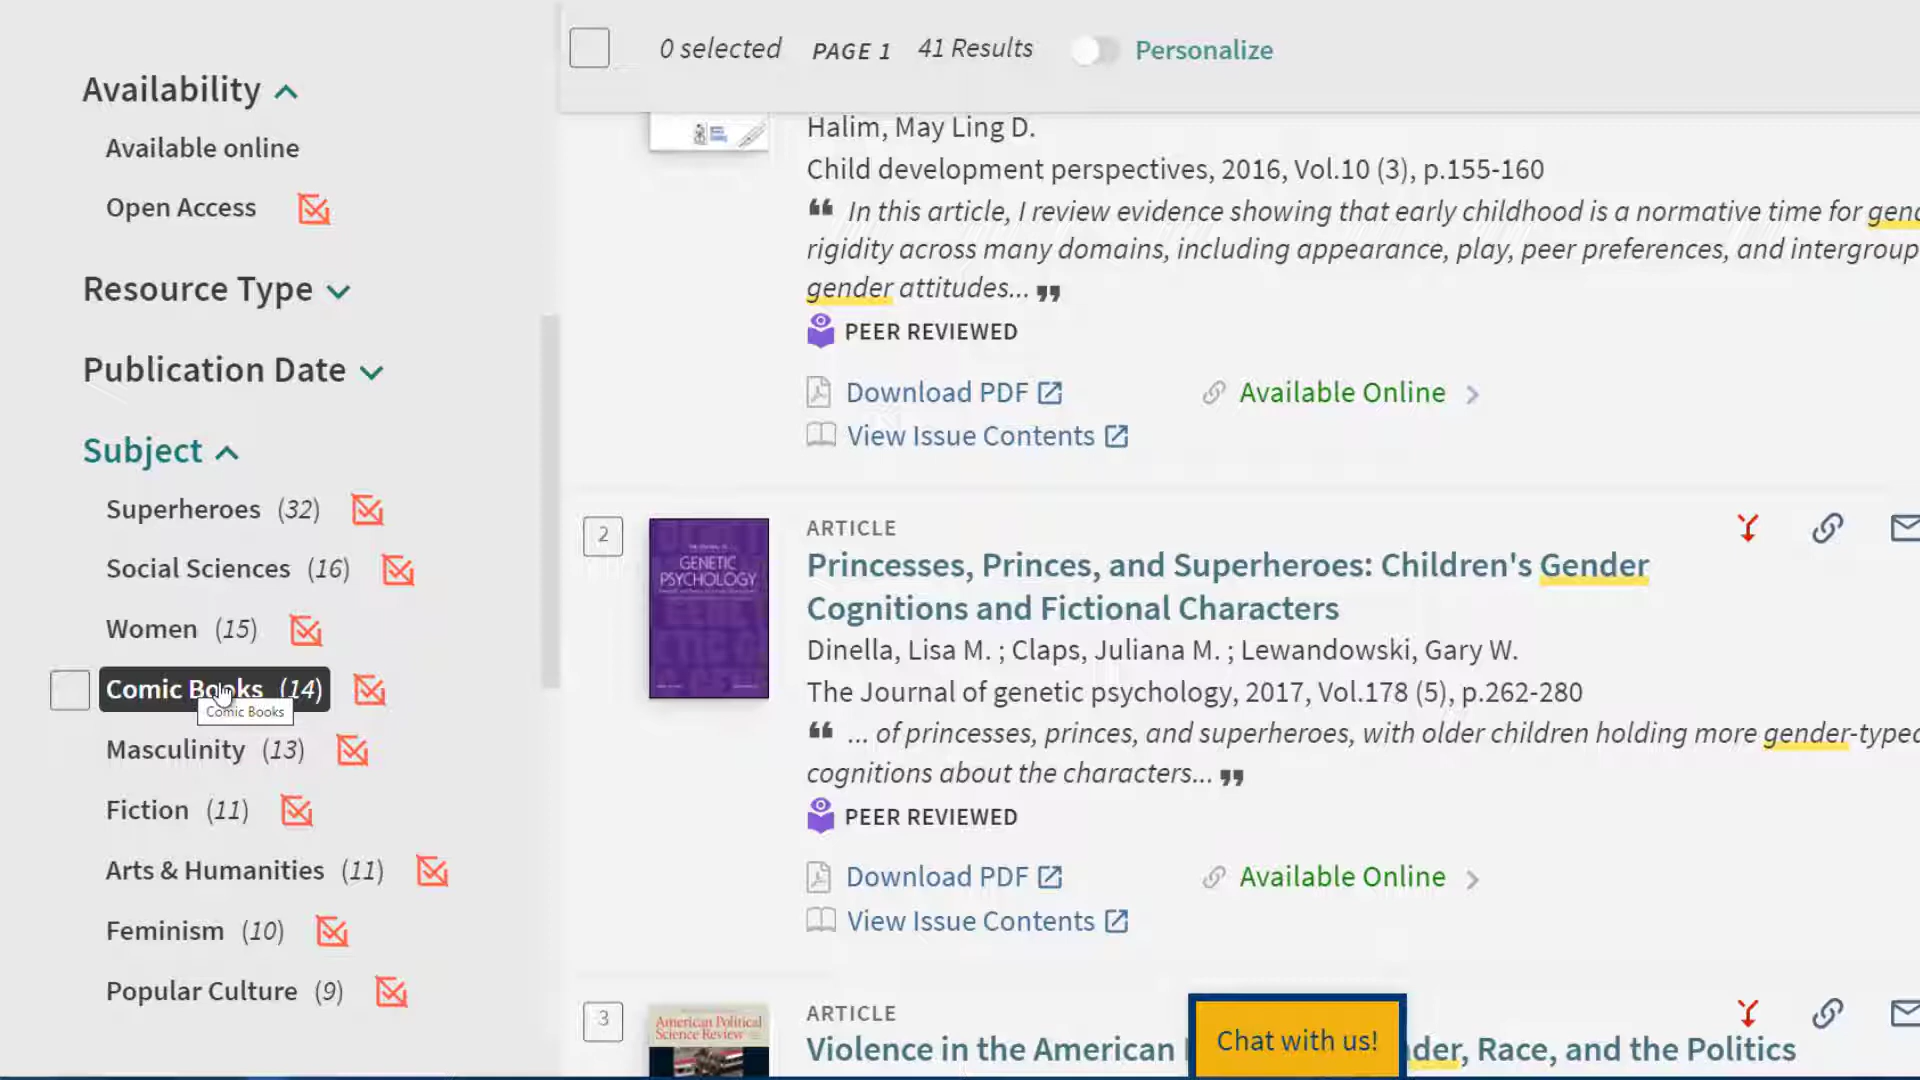 0 selected PAGE 1 41 Results Personalize
Availability
Available online
Open Access
Resource Type
Publication Date
Subject
Superheroes (32)
Social Sciences (16)
Women (15)
Comic Books (14)
Comic Books
Masculinity (13)
Fiction (11)
Arts & Humanities (11)
Feminism (10)
Popular Culture (9)
Halim, May Ling D.
Child development perspectives, 2016, Vol.10 (3), p.155-160
❝ In this article, I review evidence showing that early childhood is a normative time for
rigidity across many domains, including appearance, play, peer preferences, and intergroup
gender attitudes... ❞
PEER REVIEWED
Download PDF Available Online
View Issue Contents
2
GENETIC
PSYCHOLOGY
ARTICLE
Princesses, Princes, and Superheroes: Children's Gender
Cognitions and Fictional Characters
Dinella, Lisa M. ; Claps, Juliana M. ; Lewandowski, Gary W.
The Journal of genetic psychology, 2017, Vol.178 (5), p.262-280
❝ ... of princesses, princes, and superheroes, with older children holding more gender-typed
cognitions about the characters... ❞
PEER REVIEWED
Download PDF Available Online
View Issue Contents
3
American Political
Science Review
ARTICLE
Violence in the American der, Race, and the Politics
Chat with us!